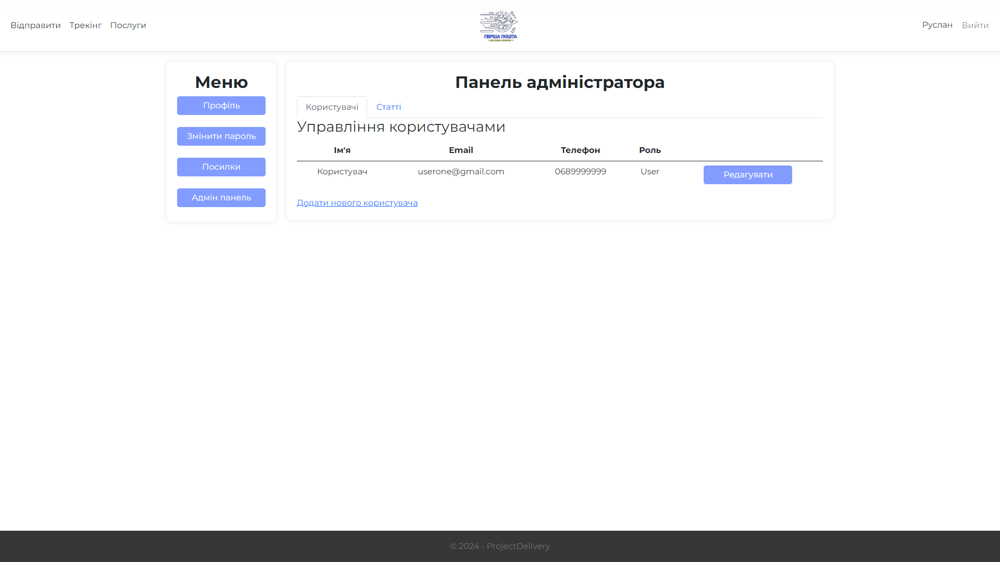 Відправити Трекінг Послуги
ПЕРША ПОШТА
Руслан Вийти
Меню
Профіль
Змінити пароль
Посилки
Адмін панель
Панель адміністратора
Користувачі Статті
Управління користувачами
Ім'я Email Телефон Роль
Користувач userone@gmail.com 0689999999 User Редагувати
Додати нового користувача
© 2024 - ProjectDelivery